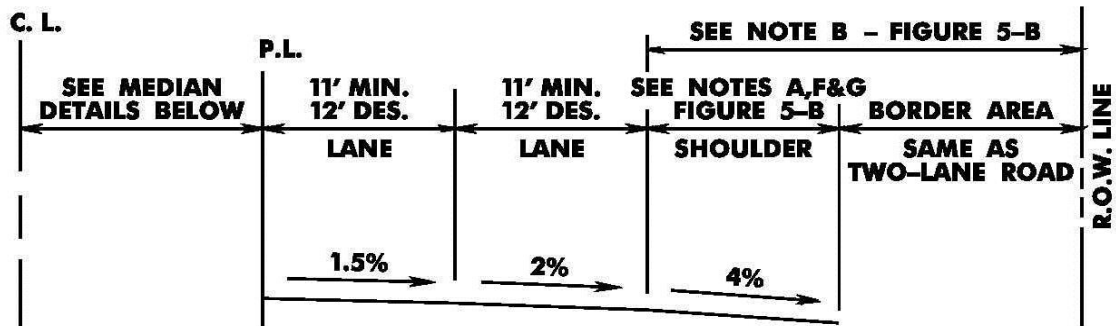 C. L.
SEE NOTE B – FIGURE 5–B
P.L.
SEE MEDIAN
DETAILS BELOW
11' MIN.
12' DES.
LANE
11' MIN.
12' DES.
LANE
SEE NOTES A,F&G
FIGURE 5–B
SHOULDER
BORDER AREA
SAME AS
TWO–LANE ROAD
R.O.W. LINE
1.5%
2%
4%